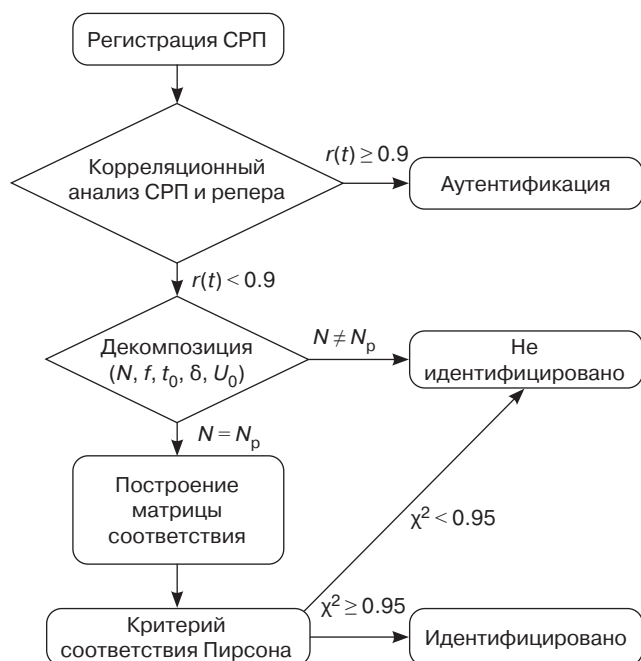 Регистрация СРП
Корреляционный
анализ СРП и репера
r(t) ≥ 0.9
Аутентификация
r(t) < 0.9
Декомпозиция
(N, f, t₀, δ, U₀)
N ≠ Nₚ
Не
идентифицировано
N = Nₚ
Построение
матрицы
соответствия
χ² < 0.95
Критерий
соответствия Пирсона
χ² ≥ 0.95
Идентифицировано